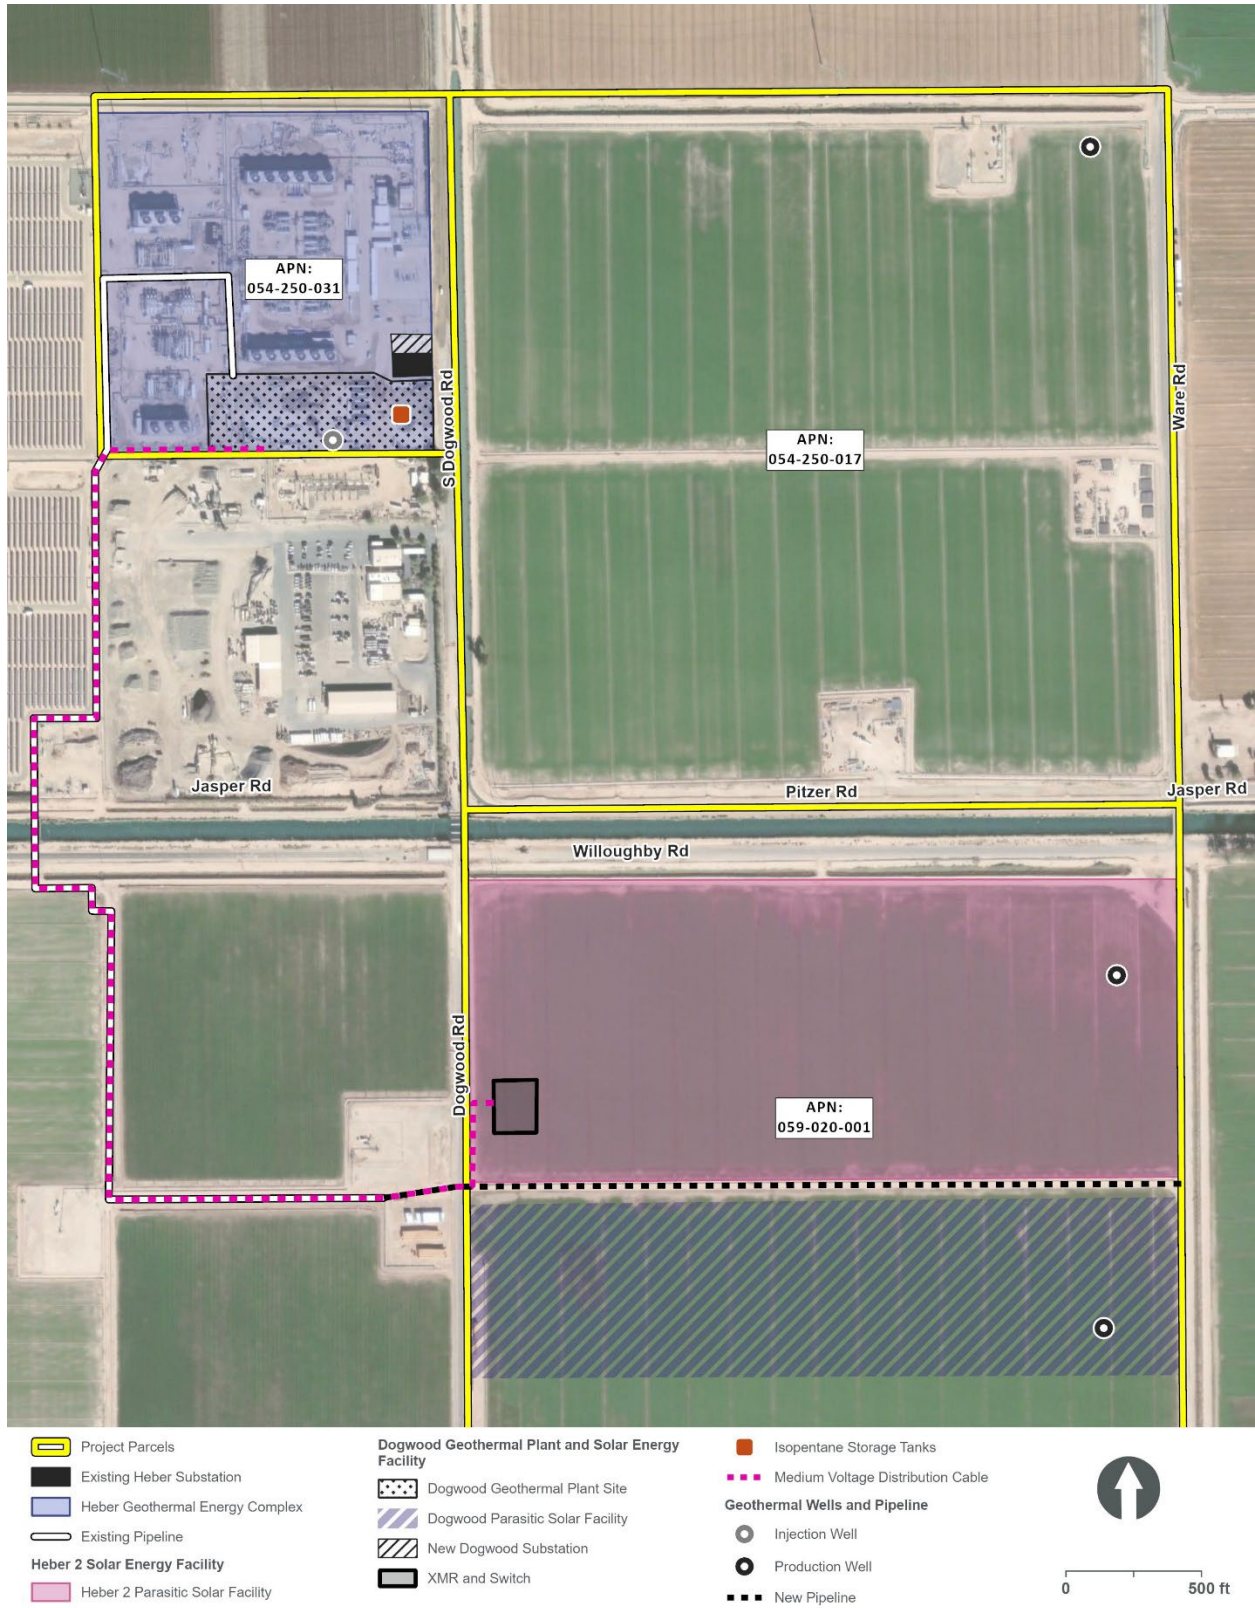 APN:
054-250-031
S Dogwood Rd
Ware Rd
APN:
054-250-017
Jasper Rd
Pitzer Rd
Jasper Rd
Willoughby Rd
Dogwood Rd
APN:
059-020-001
Project Parcels
Existing Heber Substation
Heber Geothermal Energy Complex
Existing Pipeline
Heber 2 Solar Energy Facility
Heber 2 Parasitic Solar Facility
Dogwood Geothermal Plant and Solar Energy
Facility
Dogwood Geothermal Plant Site
Dogwood Parasitic Solar Facility
New Dogwood Substation
XMR and Switch
Isopentane Storage Tanks
Medium Voltage Distribution Cable
Geothermal Wells and Pipeline
Injection Well
Production Well
New Pipeline
0 500 ft